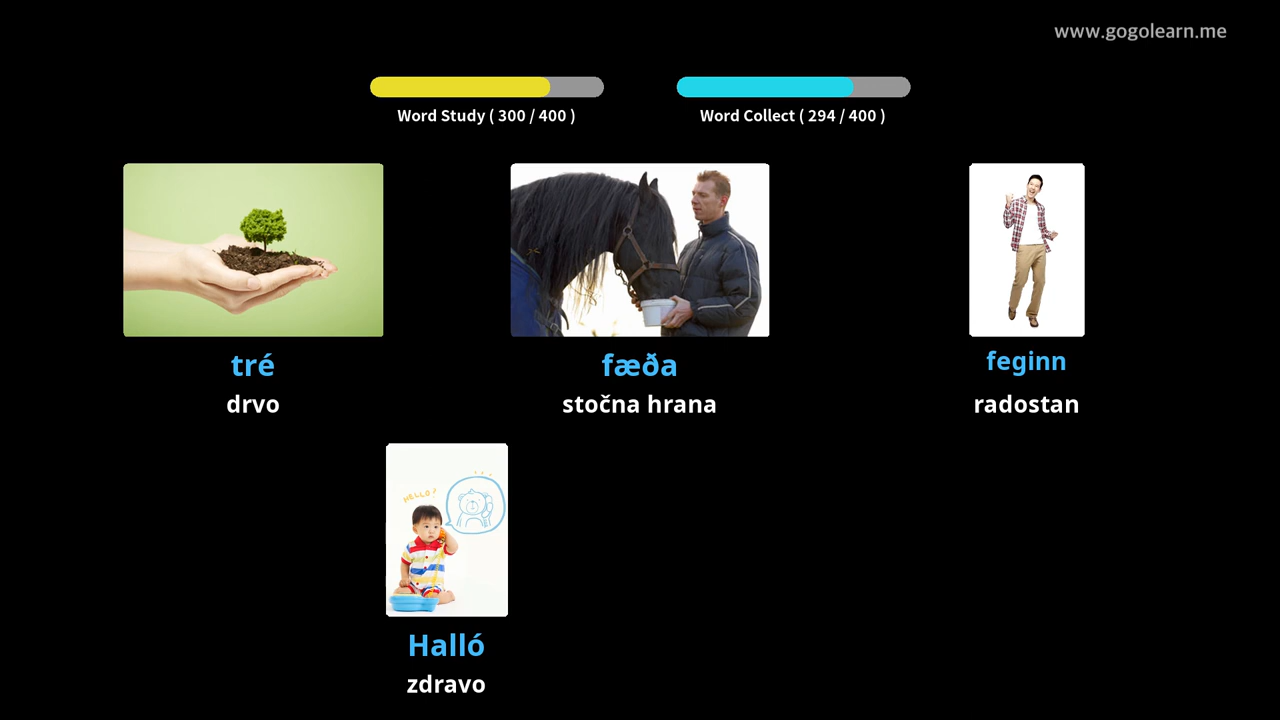 www.gogolearn.me
Word Study ( 300 / 400 )
Word Collect ( 294 / 400 )
tré
drvo
fæða
stočna hrana
feginn
radostan
HELLO?
Halló
zdravo